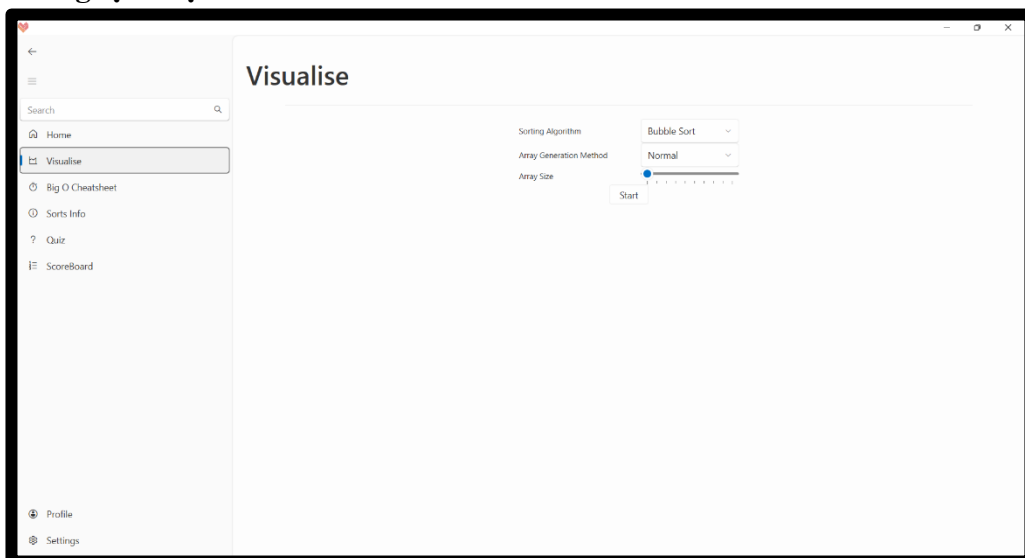 Visualise
Search
Home
Visualise
Big O Cheatsheet
Sorts Info
Quiz
ScoreBoard
Sorting Algorithm
Bubble Sort
Array Generation Method
Normal
Array Size
Start
Profile
Settings